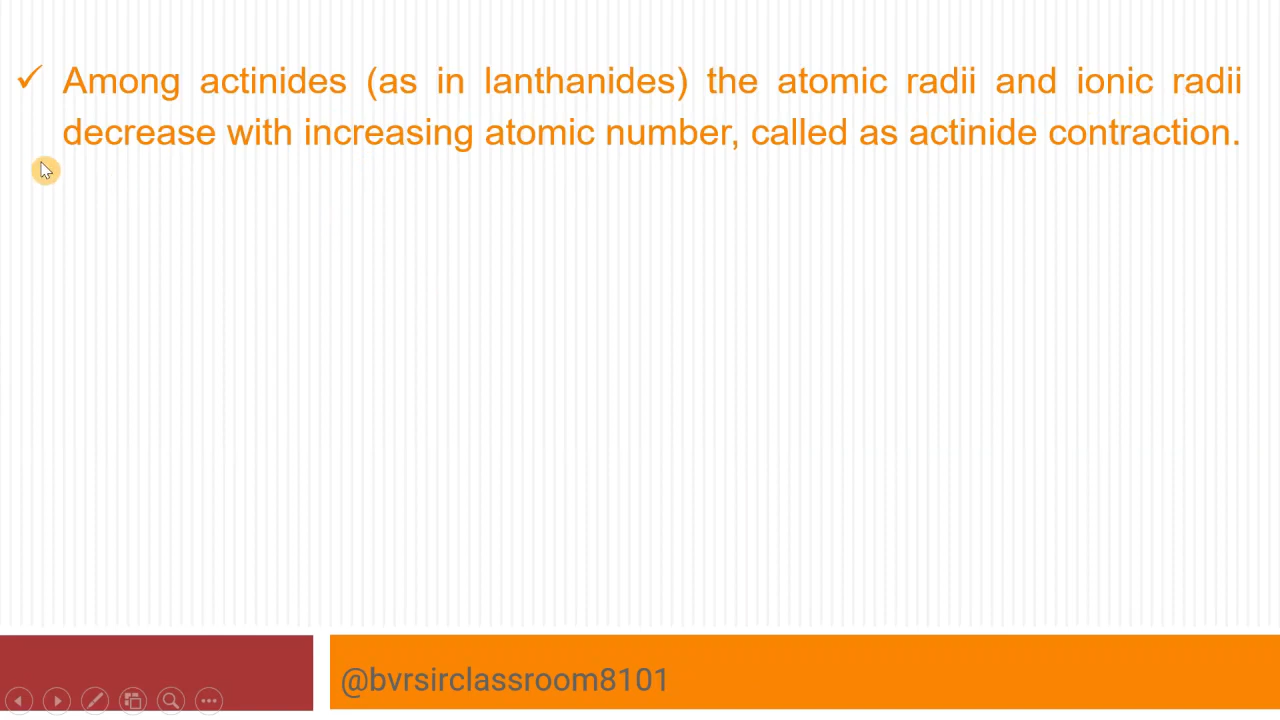 ✓ Among actinides (as in lanthanides) the atomic radii and ionic radii
decrease with increasing atomic number, called as actinide contraction.
@bvrsirclassroom8101